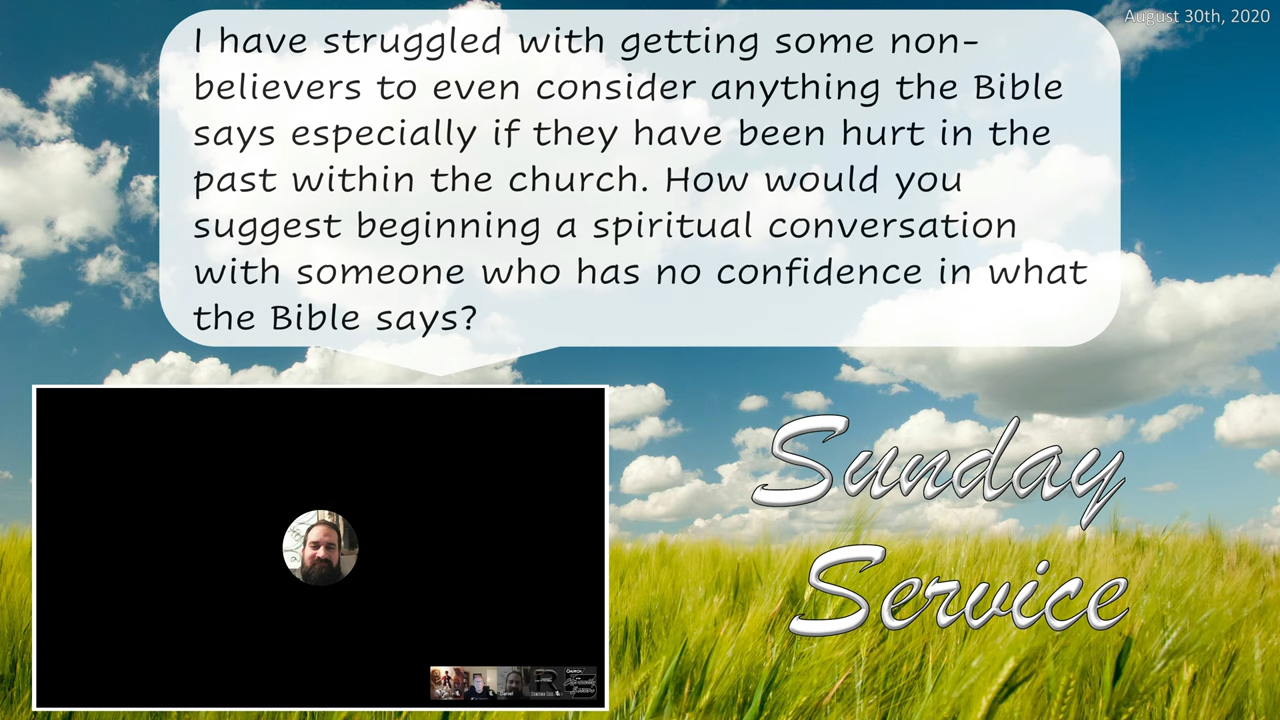 August 30th, 2020
I have struggled with getting some non-
believers to even consider anything the Bible
says especially if they have been hurt in the
past within the church. How would you
suggest beginning a spiritual conversation
with someone who has no confidence in what
the Bible says?
Sunday
Service
Daniel